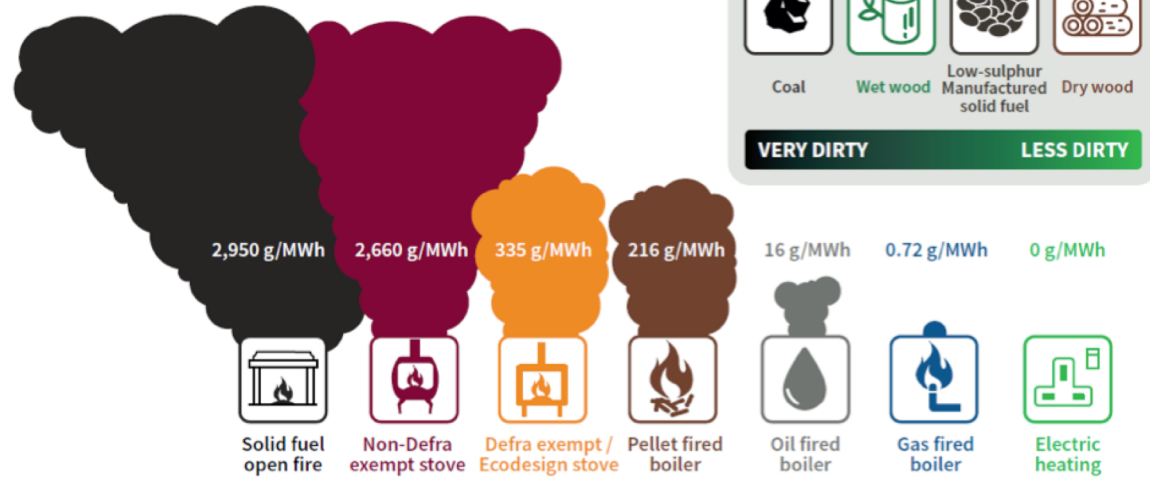 Coal
Wet wood
Low-sulphur
Manufactured
solid fuel
Dry wood
VERY DIRTY
LESS DIRTY
2,950 g/MWh
2,660 g/MWh
335 g/MWh
216 g/MWh
16 g/MWh
0.72 g/MWh
0 g/MWh
Solid fuel
open fire
Non-Defra
exempt stove
Defra exempt /
Ecodesign stove
Pellet fired
boiler
Oil fired
boiler
Gas fired
boiler
Electric
heating